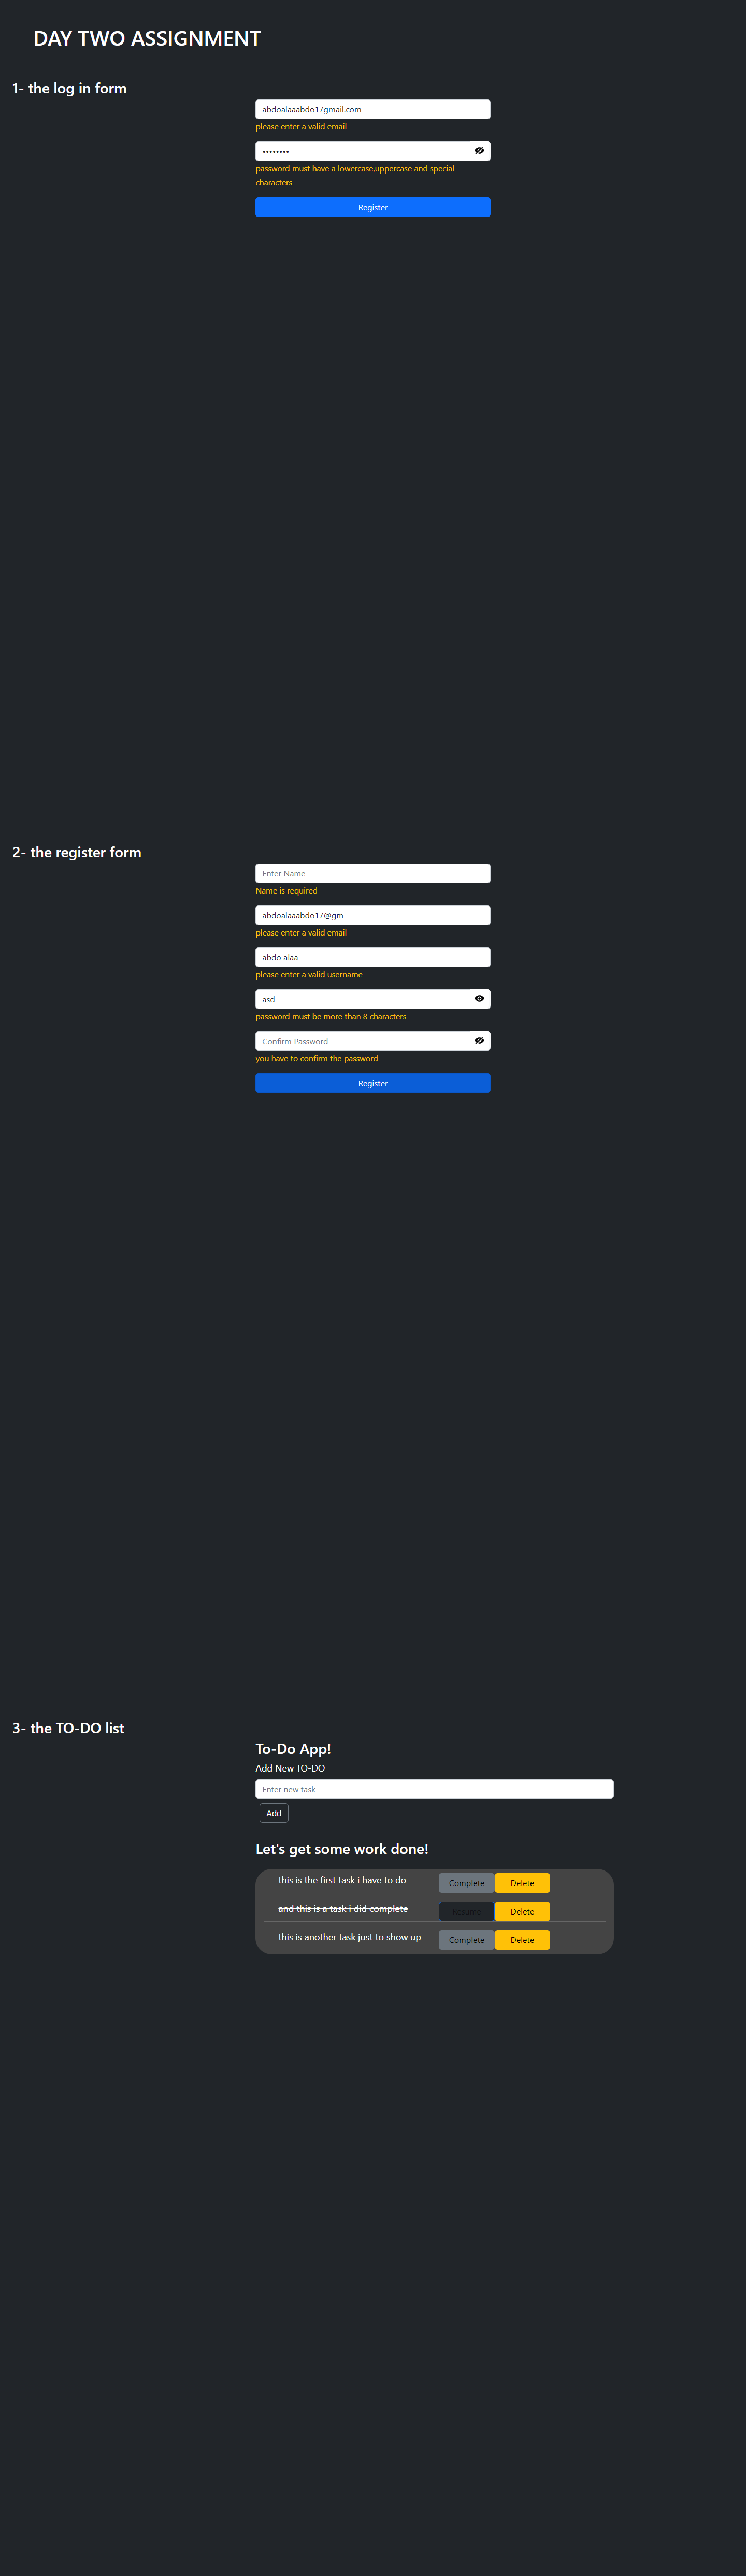 DAY TWO ASSIGNMENT
1- the log in form
abdoalaaabdo17gmail.com
please enter a valid email
••••••••
password must have a lowercase,uppercase and special
characters
Register
2- the register form
Enter Name
Name is required
abdoalaaabdo17@gm
please enter a valid email
abdo alaa
please enter a valid username
asd
password must be more than 8 characters
Confirm Password
you have to confirm the password
Register
3- the TO-DO list
To-Do App!
Add New TO-DO
Enter new task
Add
Let's get some work done!
this is the first task i have to do Complete Delete
and this is a task i did complete Delete
this is another task just to show up Complete Delete